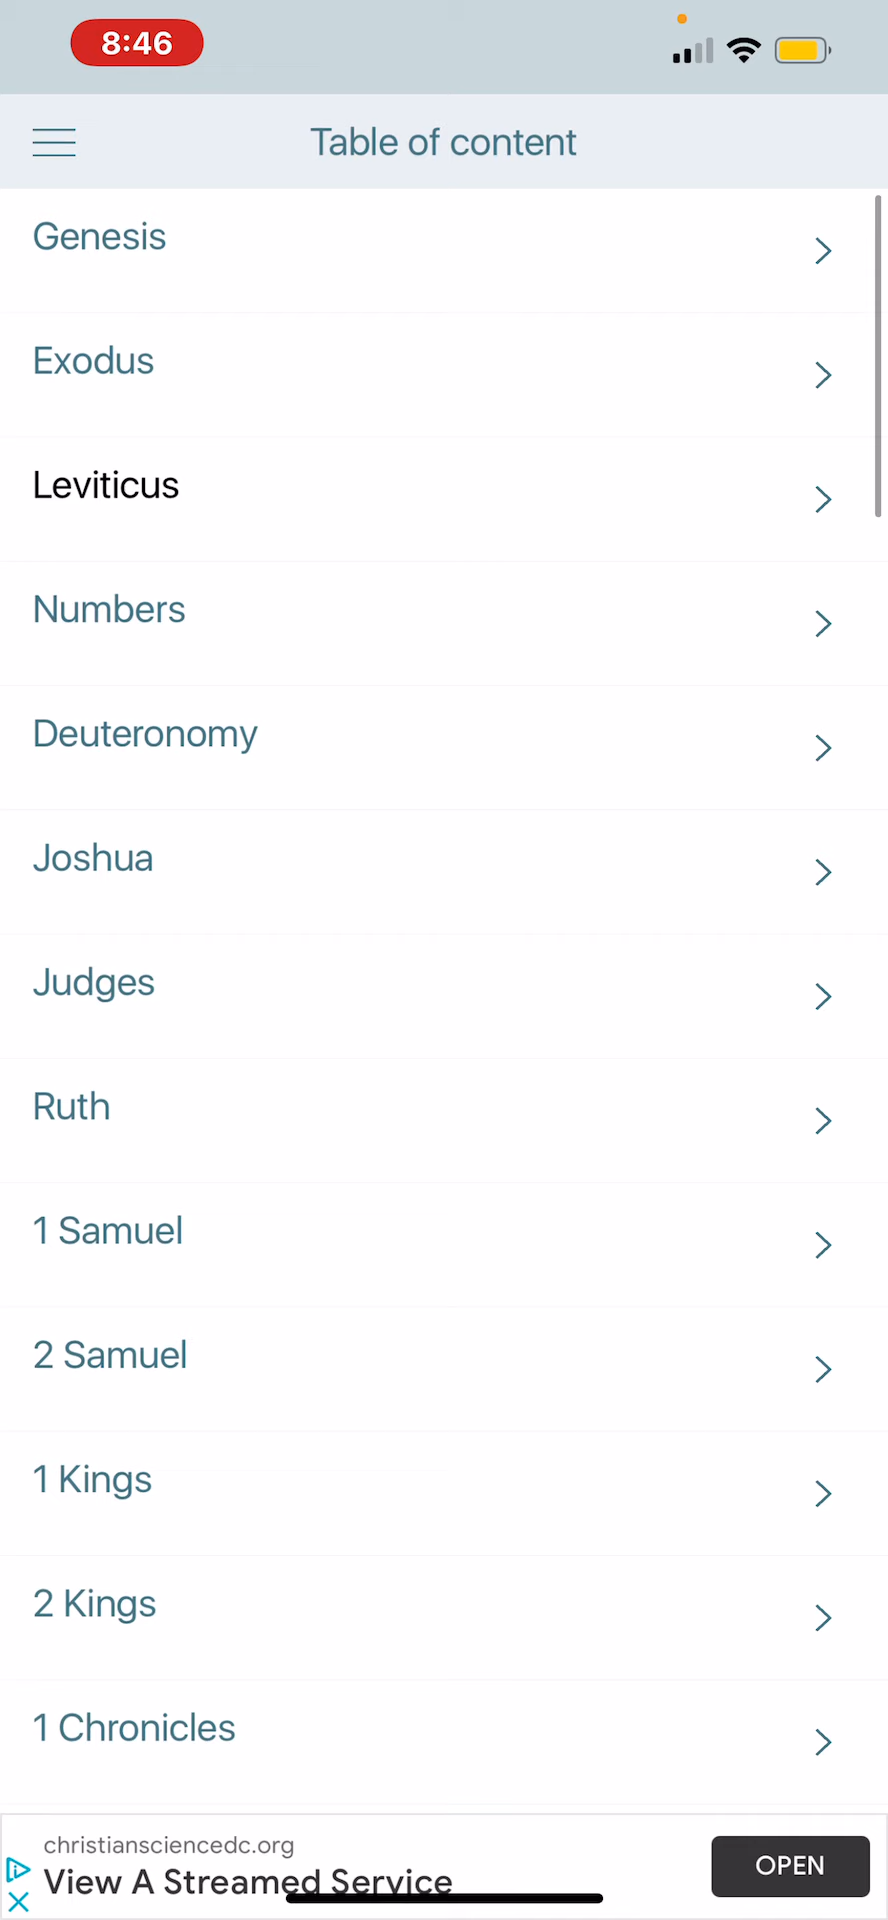 8:46
Table of content
Genesis
Exodus
Leviticus
Numbers
Deuteronomy
Joshua
Judges
Ruth
1 Samuel
2 Samuel
1 Kings
2 Kings
1 Chronicles
christiansciencedc.org
View A Streamed Service
OPEN